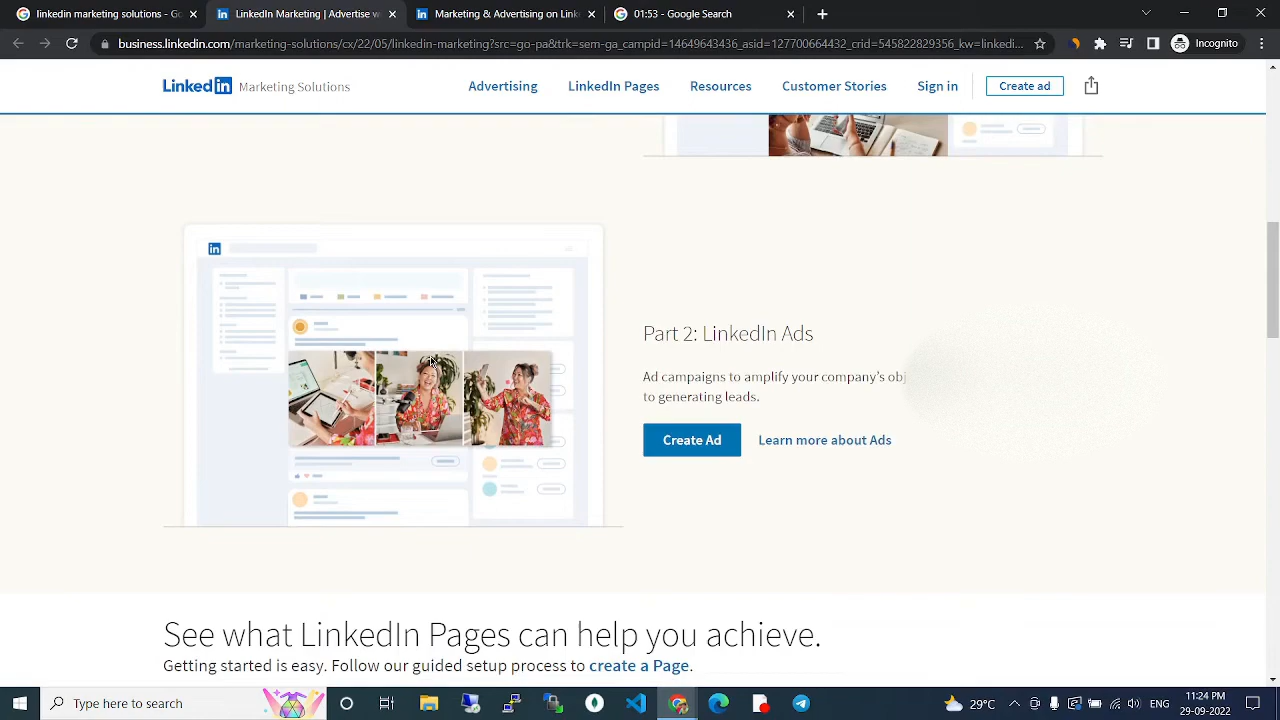 linkedin marketing solutions - Go
LinkedIn Marketing | Advertise w
Marketing & Advertising on Link
01:53 - Google Search
business.linkedin.com/marketing-solutions/cx/22/05/linkedin-marketing?src=go-pa&trk=sem-ga_campid=14649643436_asid=127700664432_crid=545822829356_kw=linkedi...
Incognito
LinkedIn Marketing Solutions
Advertising
LinkedIn Pages
Resources
Customer Stories
Sign in
Create ad
in
Part 2: LinkedIn Ads
Ad campaigns to amplify your company's obj
to generating leads.
Create Ad
Learn more about Ads
See what LinkedIn Pages can help you achieve.
Getting started is easy. Follow our guided setup process to create a Page.
Type here to search
29°C
ENG
11:24 PM
29-09-2022